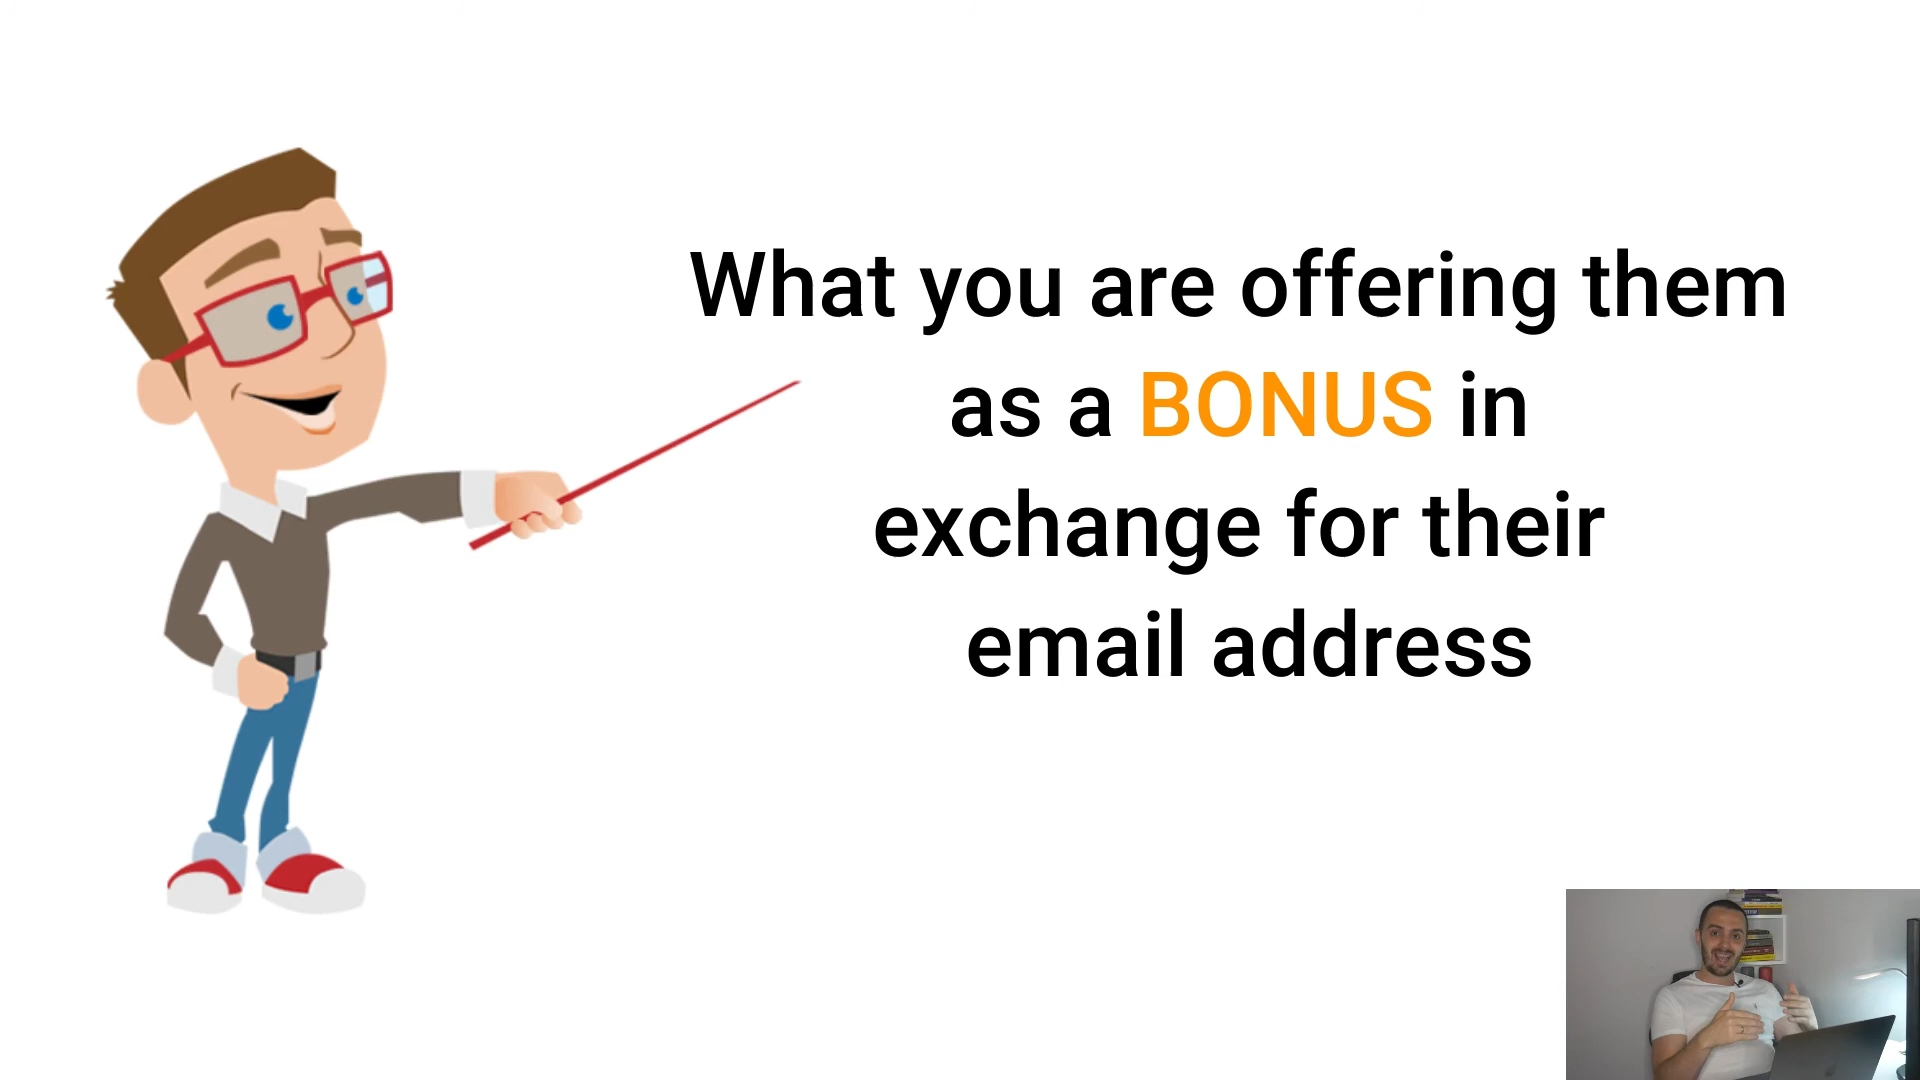 What you are offering them
as a BONUS in
exchange for their
email address